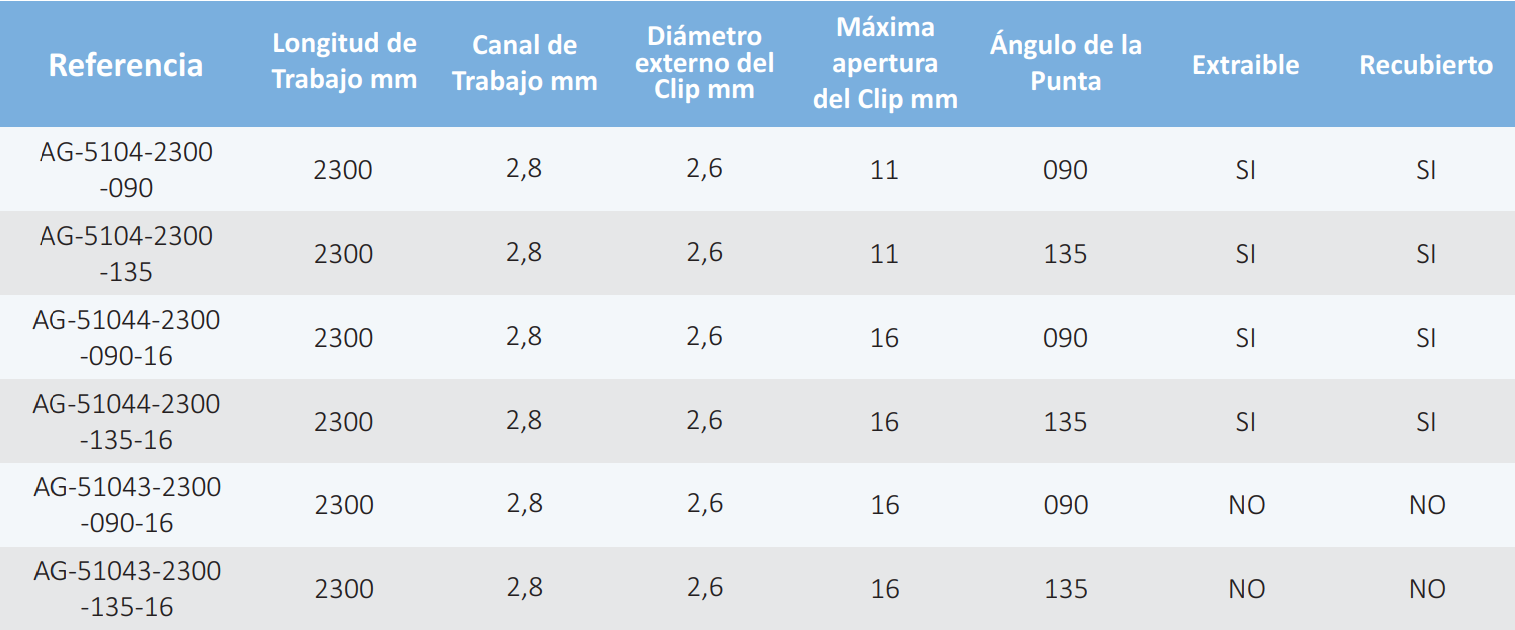 Referencia
Longitud de
Trabajo mm
Canal de
Trabajo mm
Diámetro
externo del
Clip mm
Máxima
apertura
del Clip mm
Ángulo de la
Punta
Extraible
Recubierto
AG-5104-2300
-090
2300
2,8
2,6
11
090
SI
SI
AG-5104-2300
-135
2300
2,8
2,6
11
135
SI
SI
AG-51044-2300
-090-16
2300
2,8
2,6
16
090
SI
SI
AG-51044-2300
-135-16
2300
2,8
2,6
16
135
SI
SI
AG-51043-2300
-090-16
2300
2,8
2,6
16
090
NO
NO
AG-51043-2300
-135-16
2300
2,8
2,6
16
135
NO
NO